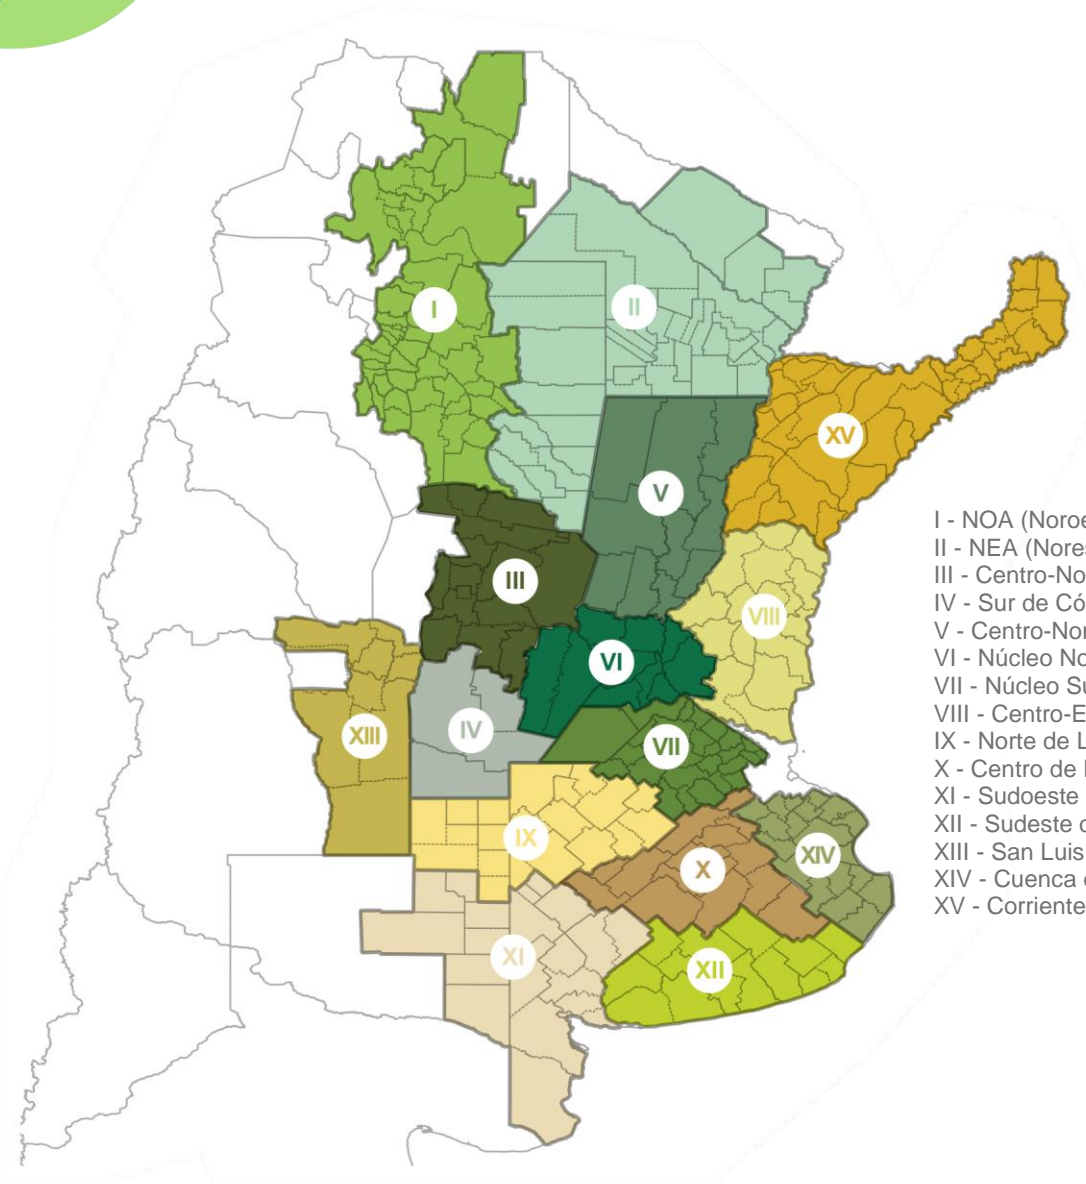 I
II
XV
V
III
VIII
VI
IV
XIII
VII
IX
XIV
X
XI
XII
I - NOA (Noroe
II - NEA (Nores
III - Centro-No
IV - Sur de Có
V - Centro-Nor
VI - Núcleo No
VII - Núcleo Su
VIII - Centro-E
IX - Norte de L
X - Centro de
XI - Sudoeste
XII - Sudeste
XIII - San Luis
XIV - Cuenca
XV - Corriente